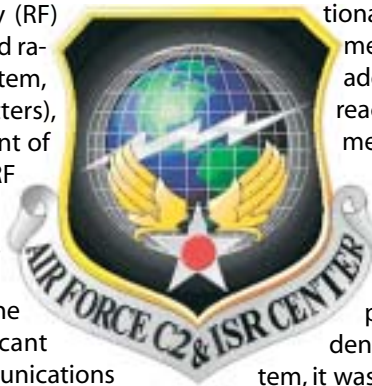 y (RF)
d ra-
tem,
ters),
nt of
RF
ne
cant
unications
AIR FORCE C2 & ISR CENTER
tiona
me
ad
reac
me
p
den
tem, it was